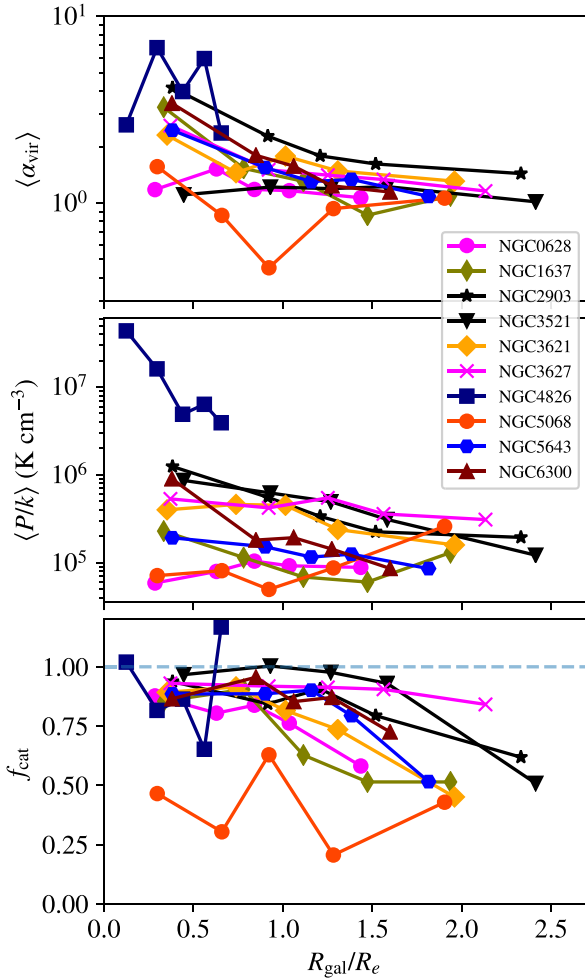 10¹
⟨α_vir⟩
10⁰
NGC0628
NGC1637
NGC2903
NGC3521
NGC3621
NGC3627
NGC4826
NGC5068
NGC5643
NGC6300
10⁷
⟨P/k⟩ (K cm⁻³)
10⁶
10⁵
1.00
0.75
f_cat
0.50
0.25
0.00
0.0 0.5 1.0 1.5 2.0 2.5
R_gal/R_e